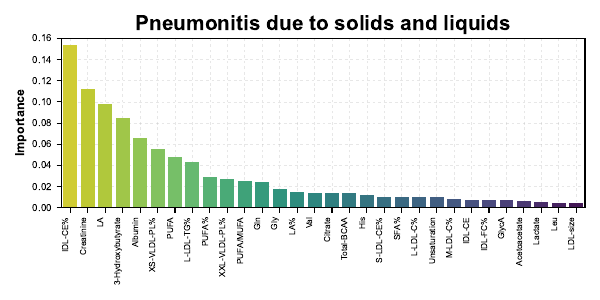 Pneumonitis due to solids and liquids
Importance
0.16
0.14
0.12
0.10
0.08
0.06
0.04
0.02
0.00
IDL-CE%
Creatinine
LA
3-Hydroxybutyrate
Albumin
XS-VLDL-PL%
PUFA
L-LDL-TG%
PUFA%
XXL-VLDL-PL%
PUFA/MUFA
Gln
Gly
LA%
Val
Citrate
Total-BCAA
His
S-LDL-CE%
SFA%
L-LDL-C%
Unsaturation
M-LDL-C%
IDL-CE
IDL-FC%
GlycA
Acetoacetate
Lactate
Leu
LDL-size